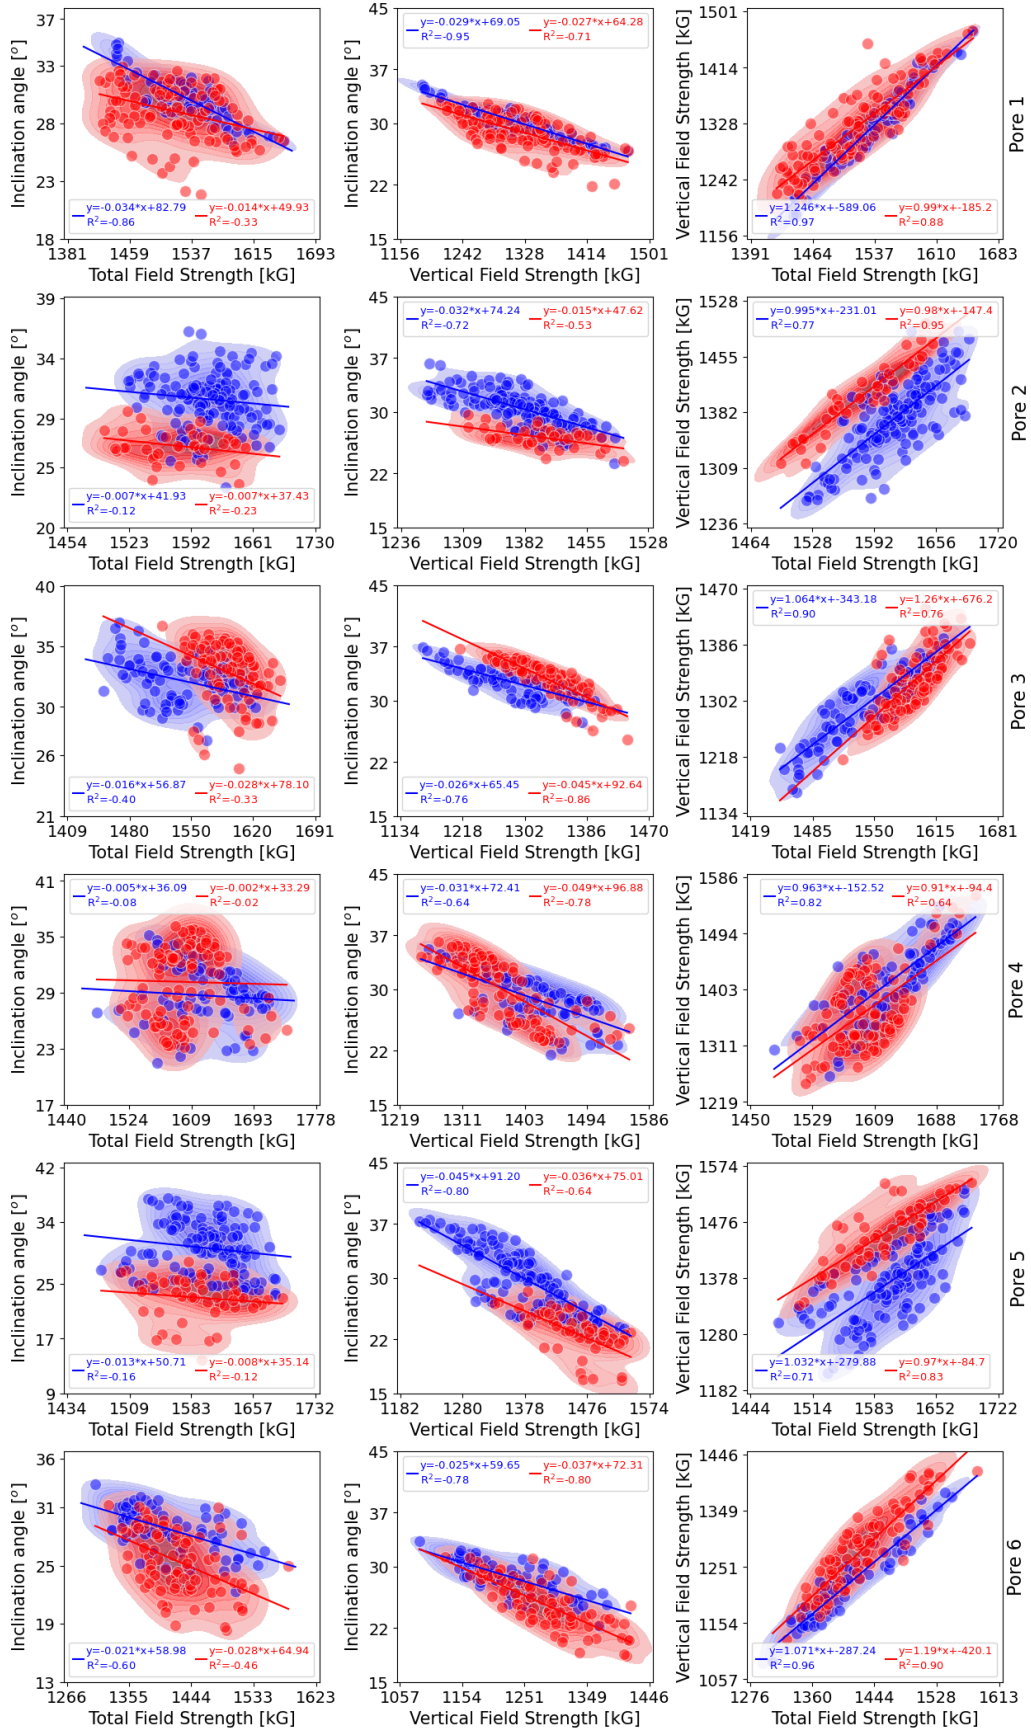 37
33
28
23
18
Inclination angle [°]
y=-0.034*x+82.79
R²=-0.86
y=-0.014*x+49.93
R²=-0.33
1381 1459 1537 1615 1693
Total Field Strength [kG]
45
37
30
22
15
Inclination angle [°]
y=-0.029*x+69.05
R²=-0.95
y=-0.027*x+64.28
R²=-0.71
1156 1242 1328 1414 1501
Vertical Field Strength [kG]
1501
1414
1328
1242
1156
Vertical Field Strength [kG]
y=1.246*x+-589.06
R²=0.97
y=0.99*x+-185.2
R²=0.88
1391 1464 1537 1610 1683
Total Field Strength [kG]
Pore 1
39
34
29
25
20
Inclination angle [°]
y=-0.007*x+41.93
R²=-0.12
y=-0.007*x+37.43
R²=-0.23
1454 1523 1592 1661 1730
Total Field Strength [kG]
45
37
30
22
15
Inclination angle [°]
y=-0.032*x+74.24
R²=-0.72
y=-0.015*x+47.62
R²=-0.53
1236 1309 1382 1455 1528
Vertical Field Strength [kG]
1528
1455
1382
1309
1236
Vertical Field Strength [kG]
y=0.995*x+-231.01
R²=0.77
y=0.98*x+-147.4
R²=0.95
1464 1528 1592 1656 1720
Total Field Strength [kG]
Pore 2
40
35
30
26
21
Inclination angle [°]
y=-0.016*x+56.87
R²=-0.40
y=-0.028*x+78.10
R²=-0.33
1409 1480 1550 1620 1691
Total Field Strength [kG]
45
37
30
22
15
Inclination angle [°]
y=-0.026*x+65.45
R²=-0.76
y=-0.045*x+92.64
R²=-0.86
1134 1218 1302 1386 1470
Vertical Field Strength [kG]
1470
1386
1302
1218
1134
Vertical Field Strength [kG]
y=1.064*x+-343.18
R²=0.90
y=1.26*x+-676.2
R²=0.76
1419 1485 1550 1615 1681
Total Field Strength [kG]
Pore 3
41
35
29
23
17
Inclination angle [°]
y=-0.005*x+36.09
R²=-0.08
y=-0.002*x+33.29
R²=-0.02
1440 1524 1609 1693 1778
Total Field Strength [kG]
45
37
30
22
15
Inclination angle [°]
y=-0.031*x+72.41
R²=-0.64
y=-0.049*x+96.88
R²=-0.78
1219 1311 1403 1494 1586
Vertical Field Strength [kG]
1586
1494
1403
1311
1219
Vertical Field Strength [kG]
y=0.963*x+-152.52
R²=0.82
y=0.91*x+-94.4
R²=0.64
1450 1529 1609 1688 1768
Total Field Strength [kG]
Pore 4
42
34
25
17
9
Inclination angle [°]
y=-0.013*x+50.71
R²=-0.16
y=-0.008*x+35.14
R²=-0.12
1434 1509 1583 1657 1732
Total Field Strength [kG]
45
37
30
22
15
Inclination angle [°]
y=-0.045*x+91.20
R²=-0.80
y=-0.036*x+75.01
R²=-0.64
1182 1280 1378 1476 1574
Vertical Field Strength [kG]
1574
1476
1378
1280
1182
Vertical Field Strength [kG]
y=1.032*x+-279.88
R²=0.71
y=0.97*x+-84.7
R²=0.83
1444 1514 1583 1652 1722
Total Field Strength [kG]
Pore 5
36
31
25
19
13
Inclination angle [°]
y=-0.021*x+58.98
R²=-0.60
y=-0.028*x+64.94
R²=-0.46
1266 1355 1444 1533 1623
Total Field Strength [kG]
45
37
30
22
15
Inclination angle [°]
y=-0.025*x+59.65
R²=-0.78
y=-0.037*x+72.31
R²=-0.80
1057 1154 1251 1349 1446
Vertical Field Strength [kG]
1446
1349
1251
1154
1057
Vertical Field Strength [kG]
y=1.071*x+-287.24
R²=0.96
y=1.19*x+-420.1
R²=0.90
1276 1360 1444 1528 1613
Total Field Strength [kG]
Pore 6